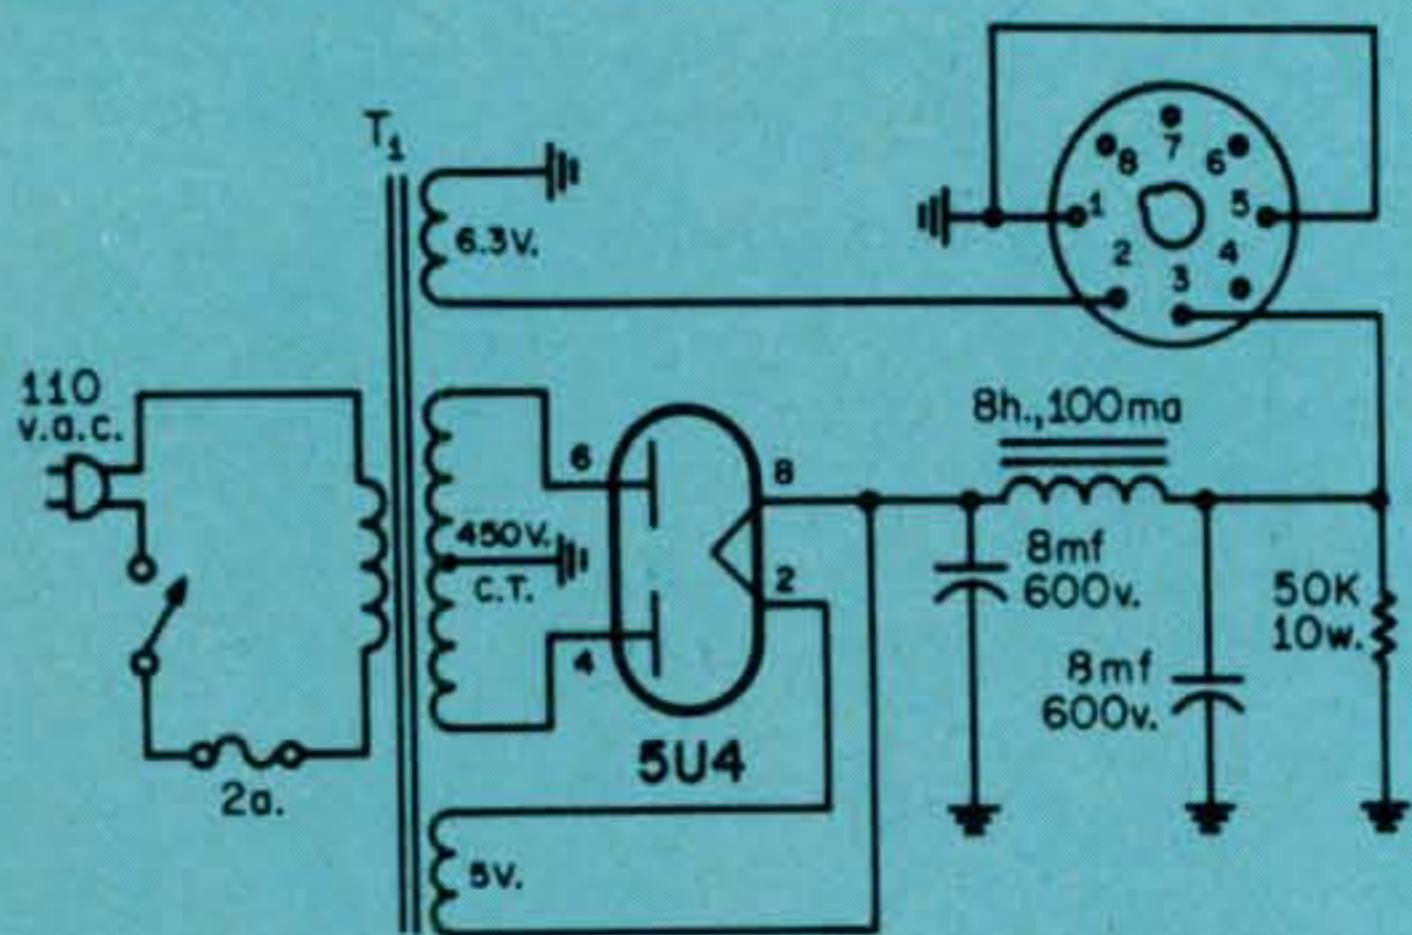 T1
6.3V.
8
7
6
1
5
2
3
4
110
v.a.c.
8h.,100ma
6
8
450V.
C.T.
8mf
600v.
2
50K
10w.
4
8mf
600v.
5U4
2a.
5V.